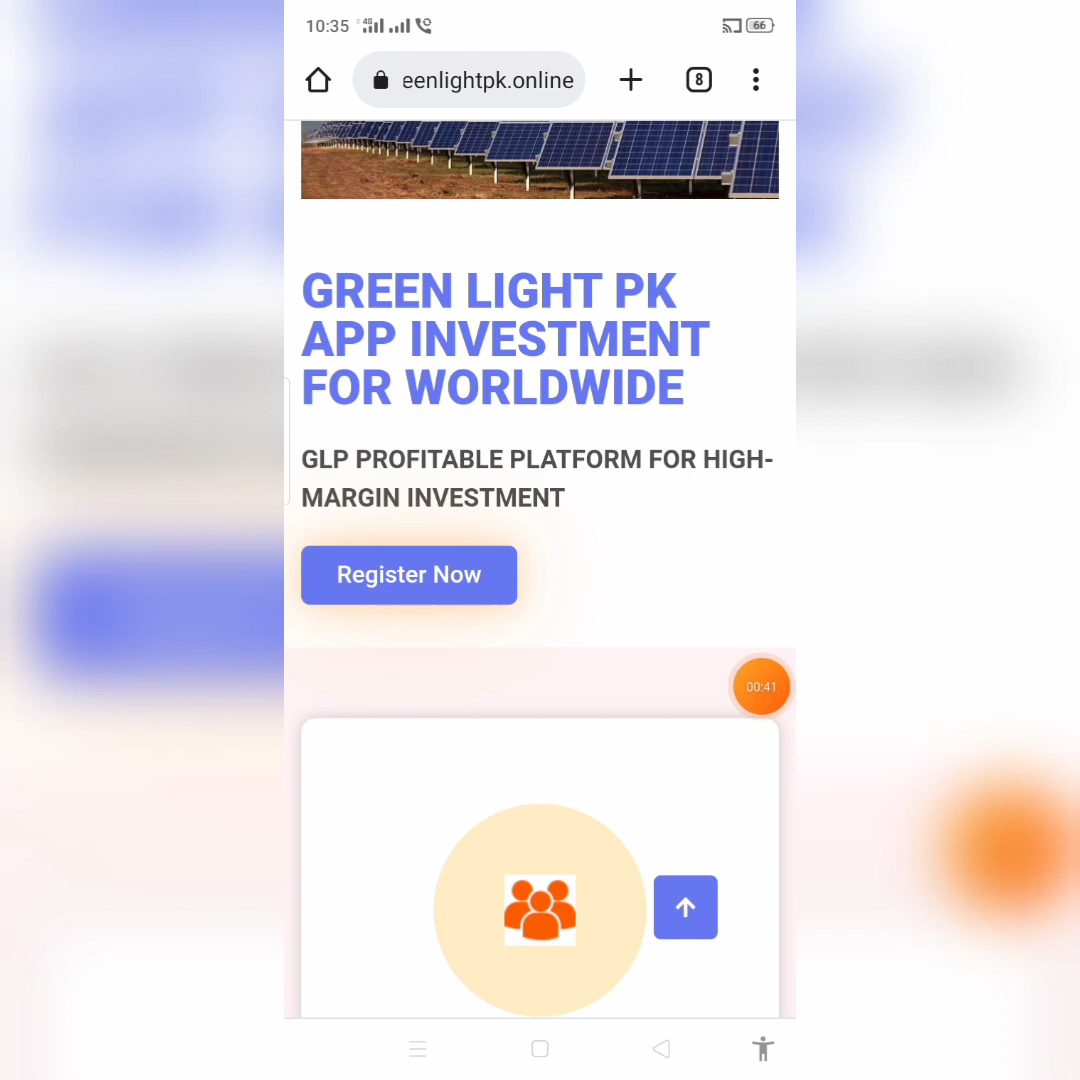 10:35
4G
66
eenlightpk.online
8
GREEN LIGHT PK
APP INVESTMENT
FOR WORLDWIDE
GLP PROFITABLE PLATFORM FOR HIGH-
MARGIN INVESTMENT
Register Now
00:41